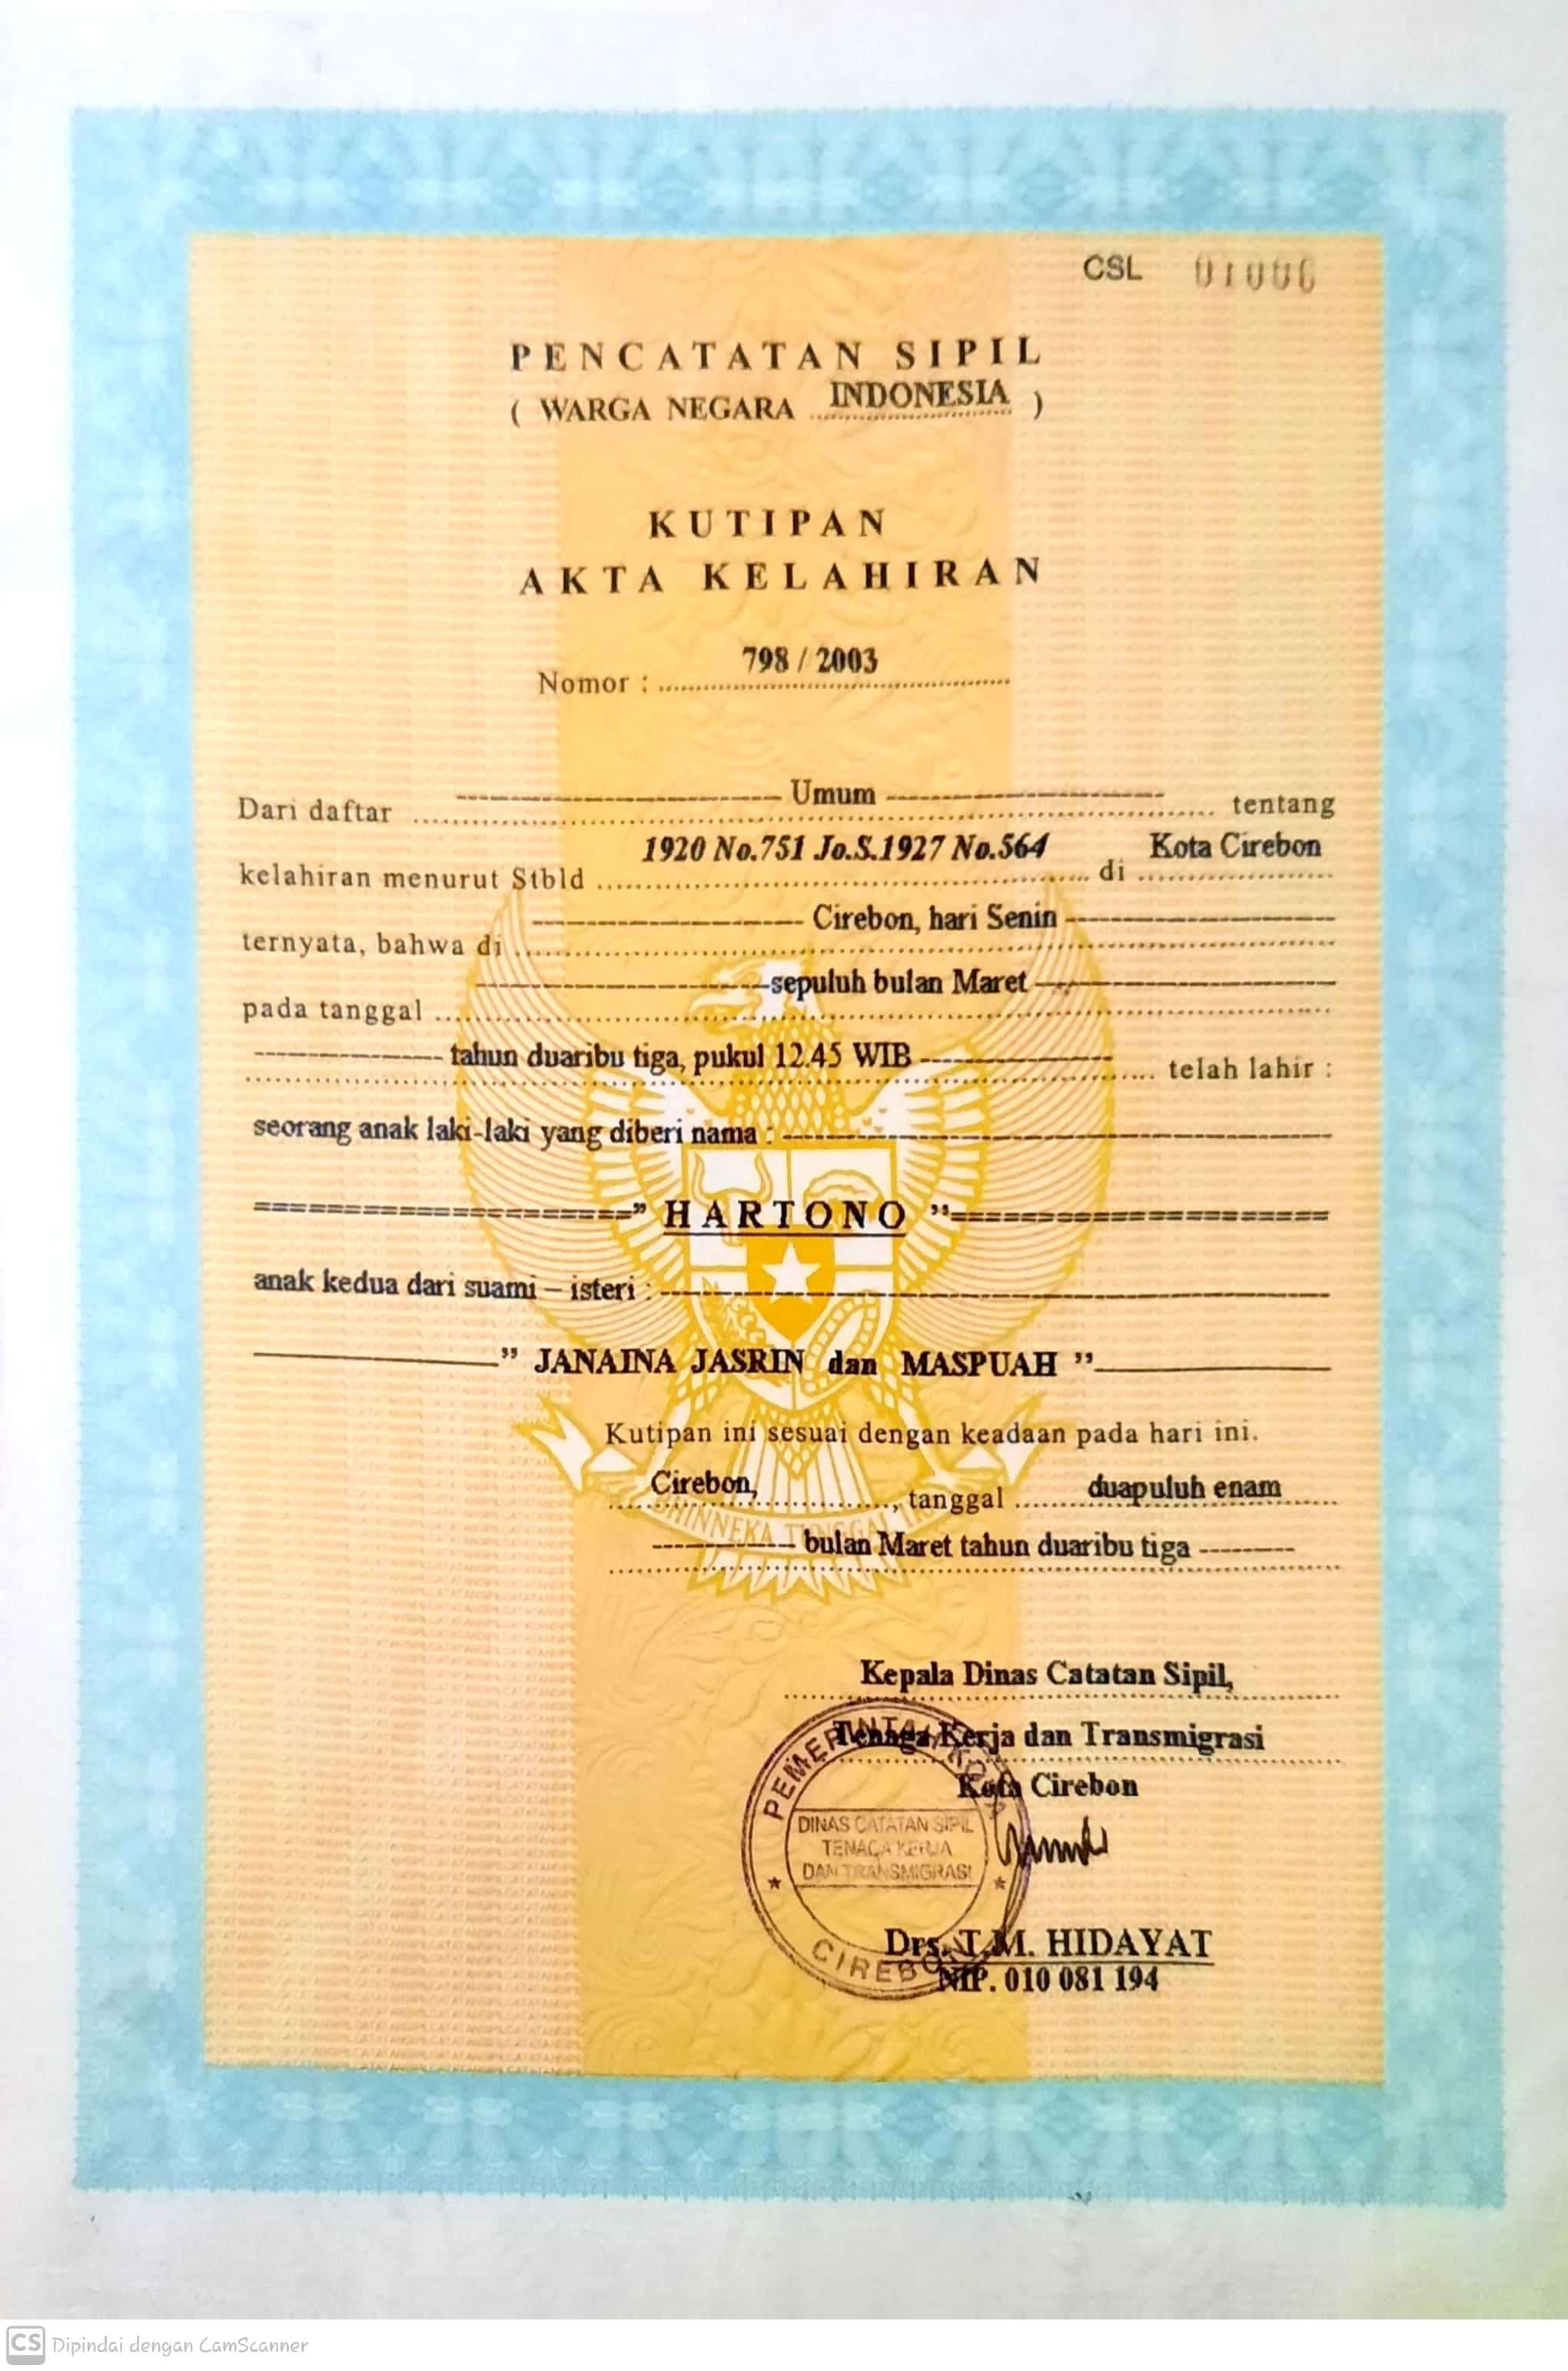 CSL 01006
PENCATATAN SIPIL
( WARGA NEGARA INDONESIA )
KUTIPAN
AKTA KELAHIRAN
Nomor : 798 / 2003
Dari daftar Umum tentang
kelahiran menurut Stbld 1920 No.751 Jo.S.1927 No.564 di Kota Cirebon
ternyata, bahwa di Cirebon, hari Senin
pada tanggal sepuluh bulan Maret
tahun duaribu tiga, pukul 12.45 WIB telah lahir :
seorang anak laki-laki yang diberi nama :
" HARTONO "
anak kedua dari suami – isteri :
" JANAINA JASRIN dan MASPUAH "
Kutipan ini sesuai dengan keadaan pada hari ini.
Cirebon, tanggal duapuluh enam
BHINNEKA TUNGGAL
bulan Maret tahun duaribu tiga
Kepala Dinas Catatan Sipil,
Tenaga Kerja dan Transmigrasi
Kota Cirebon
PEMERINTAH KOTA
DINAS CATATAN SIPIL
TENAGA KERJA
DAN TRANSMIGRASI
CIREBON
Drs. T.M. HIDAYAT
NIP. 010 081 194
CS Dipindai dengan CamScanner